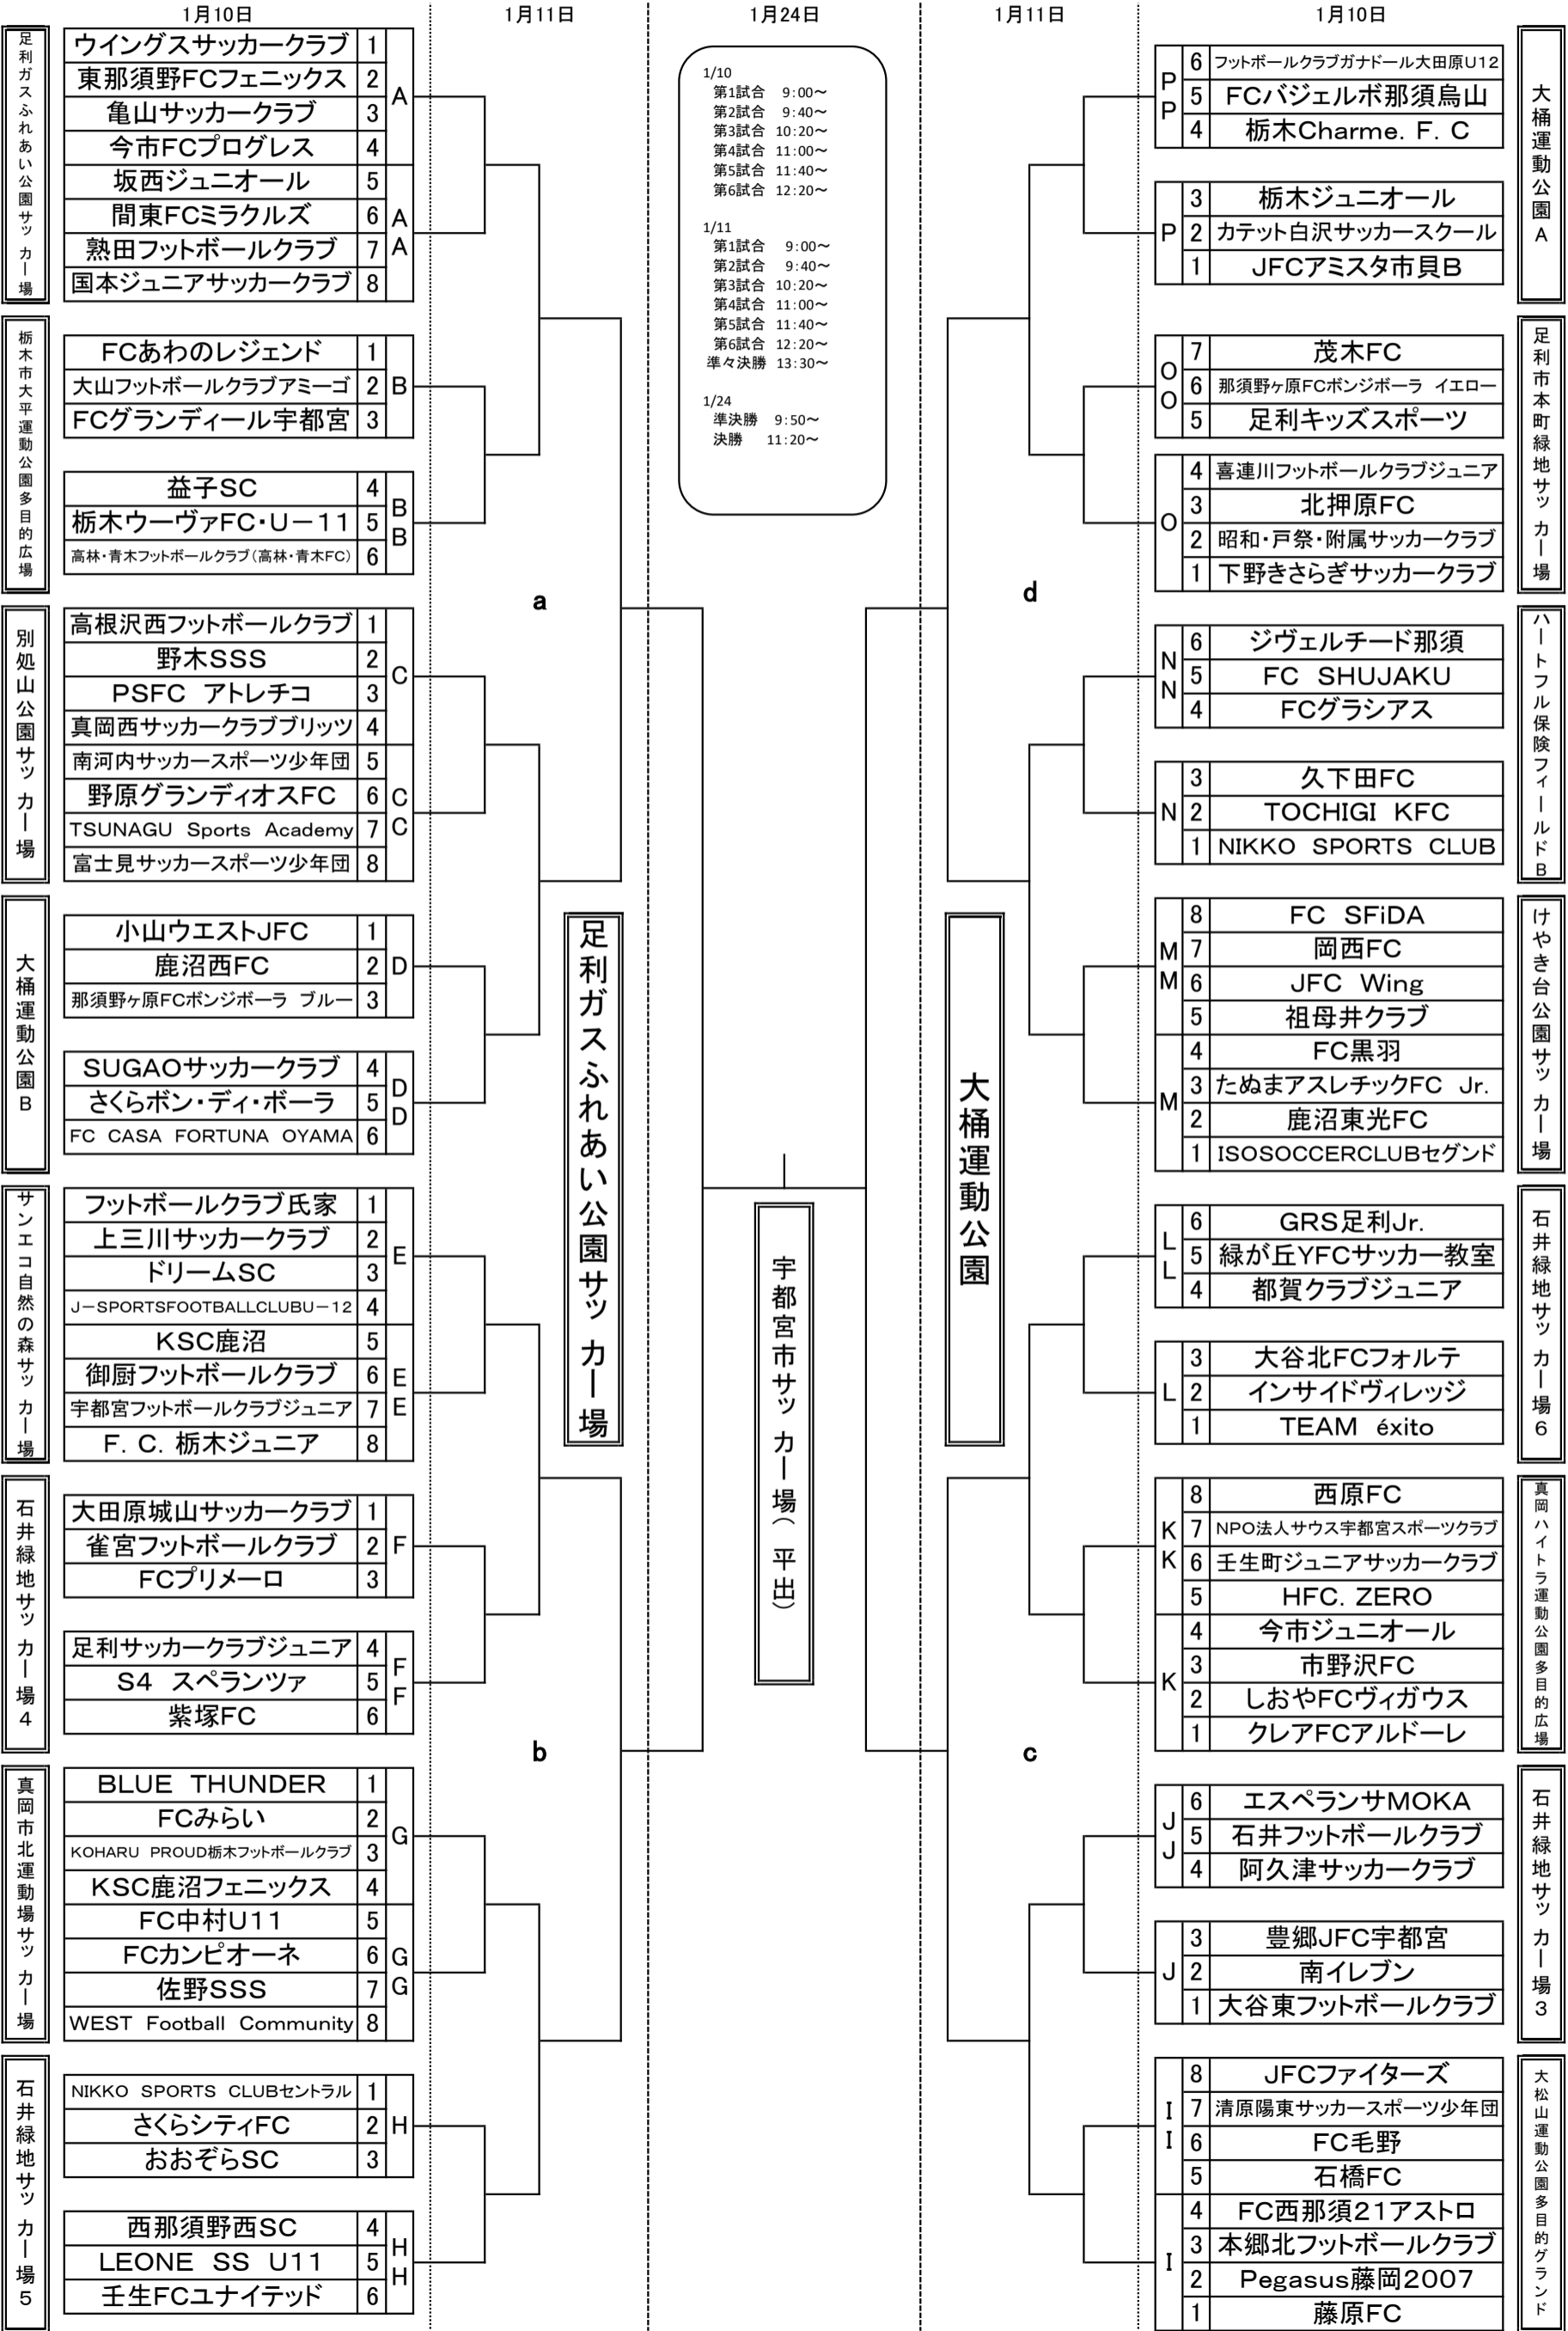 1月10日
1月11日
1月24日
1月11日
1月10日
足利ガスふれあい公園サッカー場
ウイングスサッカークラブ 1
東那須野FCフェニックス 2
亀山サッカークラブ 3
今市FCプログレス 4
A
坂西ジュニオール 5
間東FCミラクルズ 6
熟田フットボールクラブ 7
国本ジュニアサッカークラブ 8
AA
栃木市大平運動公園多目的広場
FCあわのレジェンド 1
大山フットボールクラブアミーゴ 2
FCグランディール宇都宮 3
B
益子SC 4
栃木ウーヴァFC・U－11 5
高林・青木フットボールクラブ（高林・青木FC） 6
BB
別処山公園サッカー場
高根沢西フットボールクラブ 1
野木SSS 2
PSFC アトレチコ 3
真岡西サッカークラブブリッツ 4
C
南河内サッカースポーツ少年団 5
野原グランディオスFC 6
TSUNAGU Sports Academy 7
富士見サッカースポーツ少年団 8
CC
大桶運動公園B
小山ウエストJFC 1
鹿沼西FC 2
那須野ヶ原FCボンジボーラ ブルー 3
D
SUGAOサッカークラブ 4
さくらボン・ディ・ボーラ 5
FC CASA FORTUNA OYAMA 6
DD
サンエコ自然の森サッカー場
フットボールクラブ氏家 1
上三川サッカークラブ 2
ドリームSC 3
J－SPORTSFOOTBALLCLUBU－12 4
E
KSC鹿沼 5
御厨フットボールクラブ 6
宇都宮フットボールクラブジュニア 7
F. C. 栃木ジュニア 8
EE
石井緑地サッカー場4
大田原城山サッカークラブ 1
雀宮フットボールクラブ 2
FCプリメーロ 3
F
足利サッカークラブジュニア 4
S4 スペランツァ 5
紫塚FC 6
FF
真岡市北運動場サッカー場
BLUE THUNDER 1
FCみらい 2
KOHARU PROUD栃木フットボールクラブ 3
KSC鹿沼フェニックス 4
G
FC中村U11 5
FCカンピオーネ 6
佐野SSS 7
WEST Football Community 8
GG
石井緑地サッカー場5
NIKKO SPORTS CLUBセントラル 1
さくらシティFC 2
おおぞらSC 3
H
西那須野西SC 4
LEONE SS U11 5
壬生FCユナイテッド 6
HH
a
足利ガスふれあい公園サッカー場
b
1/10
第1試合 9:00～
第2試合 9:40～
第3試合 10:20～
第4試合 11:00～
第5試合 11:40～
第6試合 12:20～
1/11
第1試合 9:00～
第2試合 9:40～
第3試合 10:20～
第4試合 11:00～
第5試合 11:40～
第6試合 12:20～
準々決勝 13:30～
1/24
準決勝 9:50～
決勝 11:20～
宇都宮市サッカー場（平出）
d
大桶運動公園
c
PP
6 フットボールクラブガナドール大田原U12
5 FCバジェルボ那須烏山
4 栃木Charme. F. C
P
3 栃木ジュニオール
2 カテット白沢サッカースクール
1 JFCアミスタ市貝B
大桶運動公園A
OO
7 茂木FC
6 那須野ヶ原FCボンジボーラ イエロー
5 足利キッズスポーツ
O
4 喜連川フットボールクラブジュニア
3 北押原FC
2 昭和・戸祭・附属サッカークラブ
1 下野きさらぎサッカークラブ
足利市本町緑地サッカー場
NN
6 ジヴェルチード那須
5 FC SHUJAKU
4 FCグラシアス
N
3 久下田FC
2 TOCHIGI KFC
1 NIKKO SPORTS CLUB
ハートフル保険フィールドB
MM
8 FC SFiDA
7 岡西FC
6 JFC Wing
5 祖母井クラブ
M
4 FC黒羽
3 たぬまアスレチックFC Jr.
2 鹿沼東光FC
1 ISOSOCCERCLUBセグンド
けやき台公園サッカー場
LL
6 GRS足利Jr.
5 緑が丘YFCサッカー教室
4 都賀クラブジュニア
L
3 大谷北FCフォルテ
2 インサイドヴィレッジ
1 TEAM éxito
石井緑地サッカー場6
KK
8 西原FC
7 NPO法人サウス宇都宮スポーツクラブ
6 壬生町ジュニアサッカークラブ
5 HFC. ZERO
K
4 今市ジュニオール
3 市野沢FC
2 しおやFCヴィガウス
1 クレアFCアルドーレ
真岡ハイトラ運動公園多目的広場
JJ
6 エスペランサMOKA
5 石井フットボールクラブ
4 阿久津サッカークラブ
J
3 豊郷JFC宇都宮
2 南イレブン
1 大谷東フットボールクラブ
石井緑地サッカー場3
II
8 JFCファイターズ
7 清原陽東サッカースポーツ少年団
6 FC毛野
5 石橋FC
I
4 FC西那須21アストロ
3 本郷北フットボールクラブ
2 Pegasus藤岡2007
1 藤原FC
大松山運動公園多目的グランド